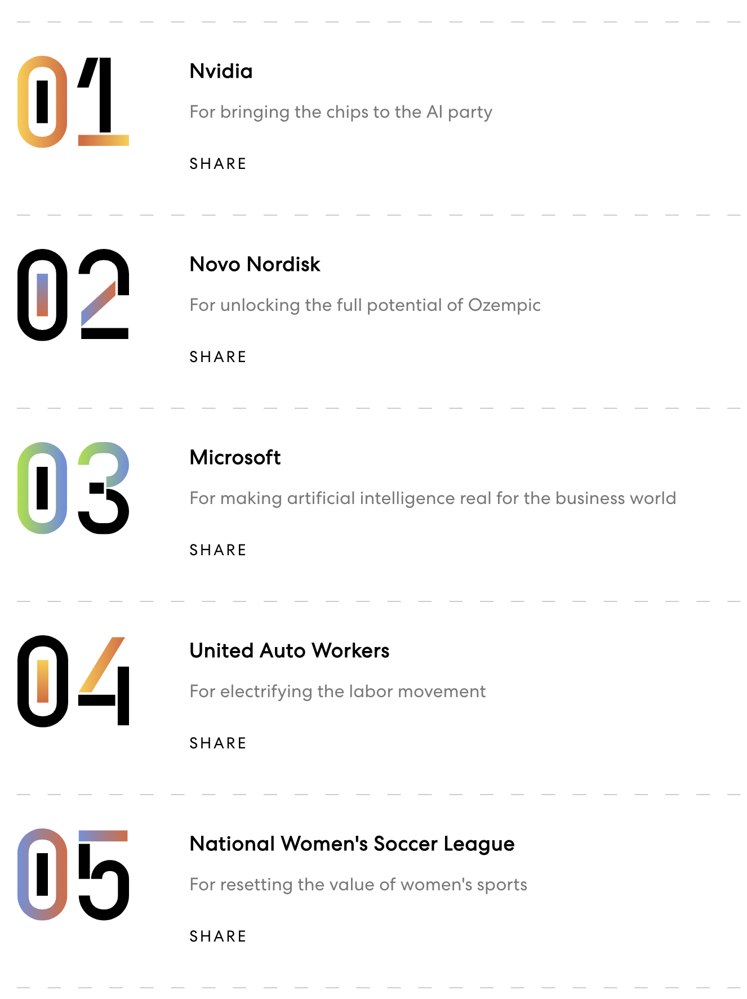 01
Nvidia
For bringing the chips to the AI party
SHARE
02
Novo Nordisk
For unlocking the full potential of Ozempic
SHARE
03
Microsoft
For making artificial intelligence real for the business world
SHARE
04
United Auto Workers
For electrifying the labor movement
SHARE
05
National Women's Soccer League
For resetting the value of women's sports
SHARE